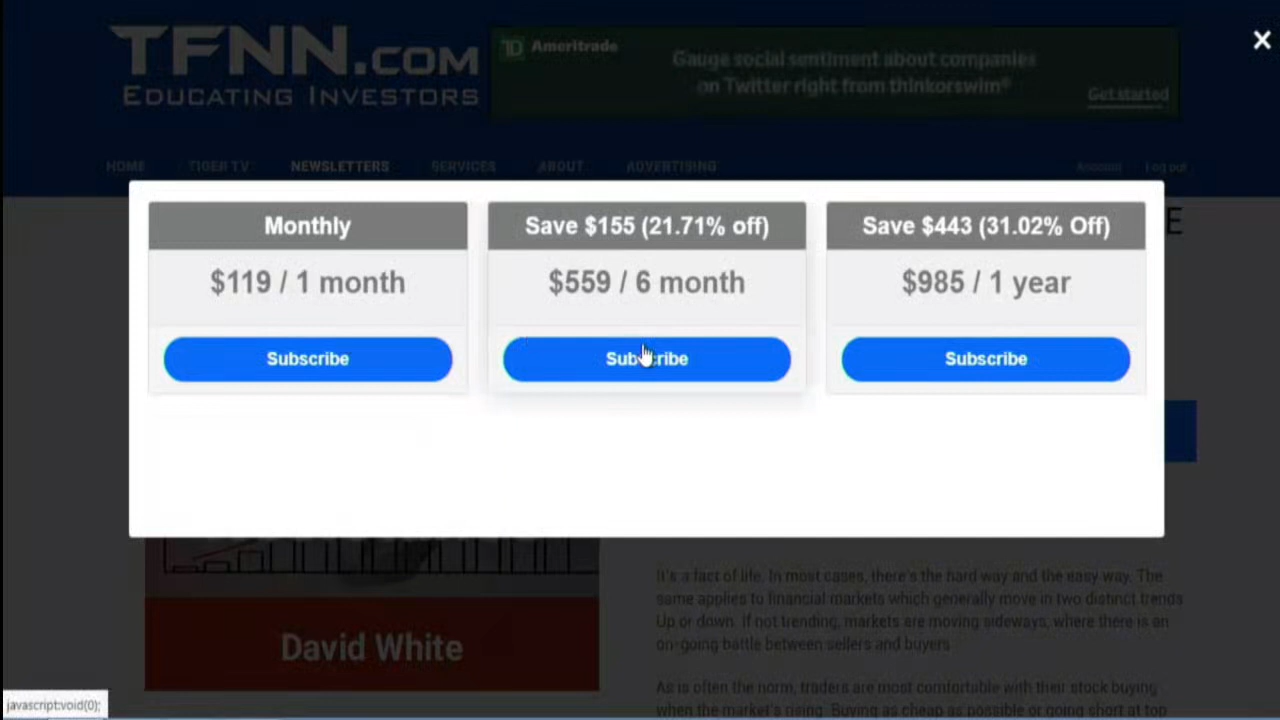 TFNN.COM
EDUCATING INVESTORS
TD Ameritrade
Gauge social sentiment about companies
on Twitter right from thinkorswim®
Get started
HOME TIGER TV NEWSLETTERS SERVICES ABOUT ADVERTISING Account Log out
Monthly
$119 / 1 month
Subscribe
Save $155 (21.71% off)
$559 / 6 month
Subscribe
Save $443 (31.02% Off)
$985 / 1 year
Subscribe
E
David White
It's a fact of life. In most cases, there's the hard way and the easy way. The
same applies to financial markets which generally move in two distinct trends
Up or down. If not trending, markets are moving sideways, where there is an
on-going battle between sellers and buyers
As is often the norm, traders are most comfortable with their stock buying
when the market's rising. Buying as cheap as possible or going short at top
javascript:void(0);